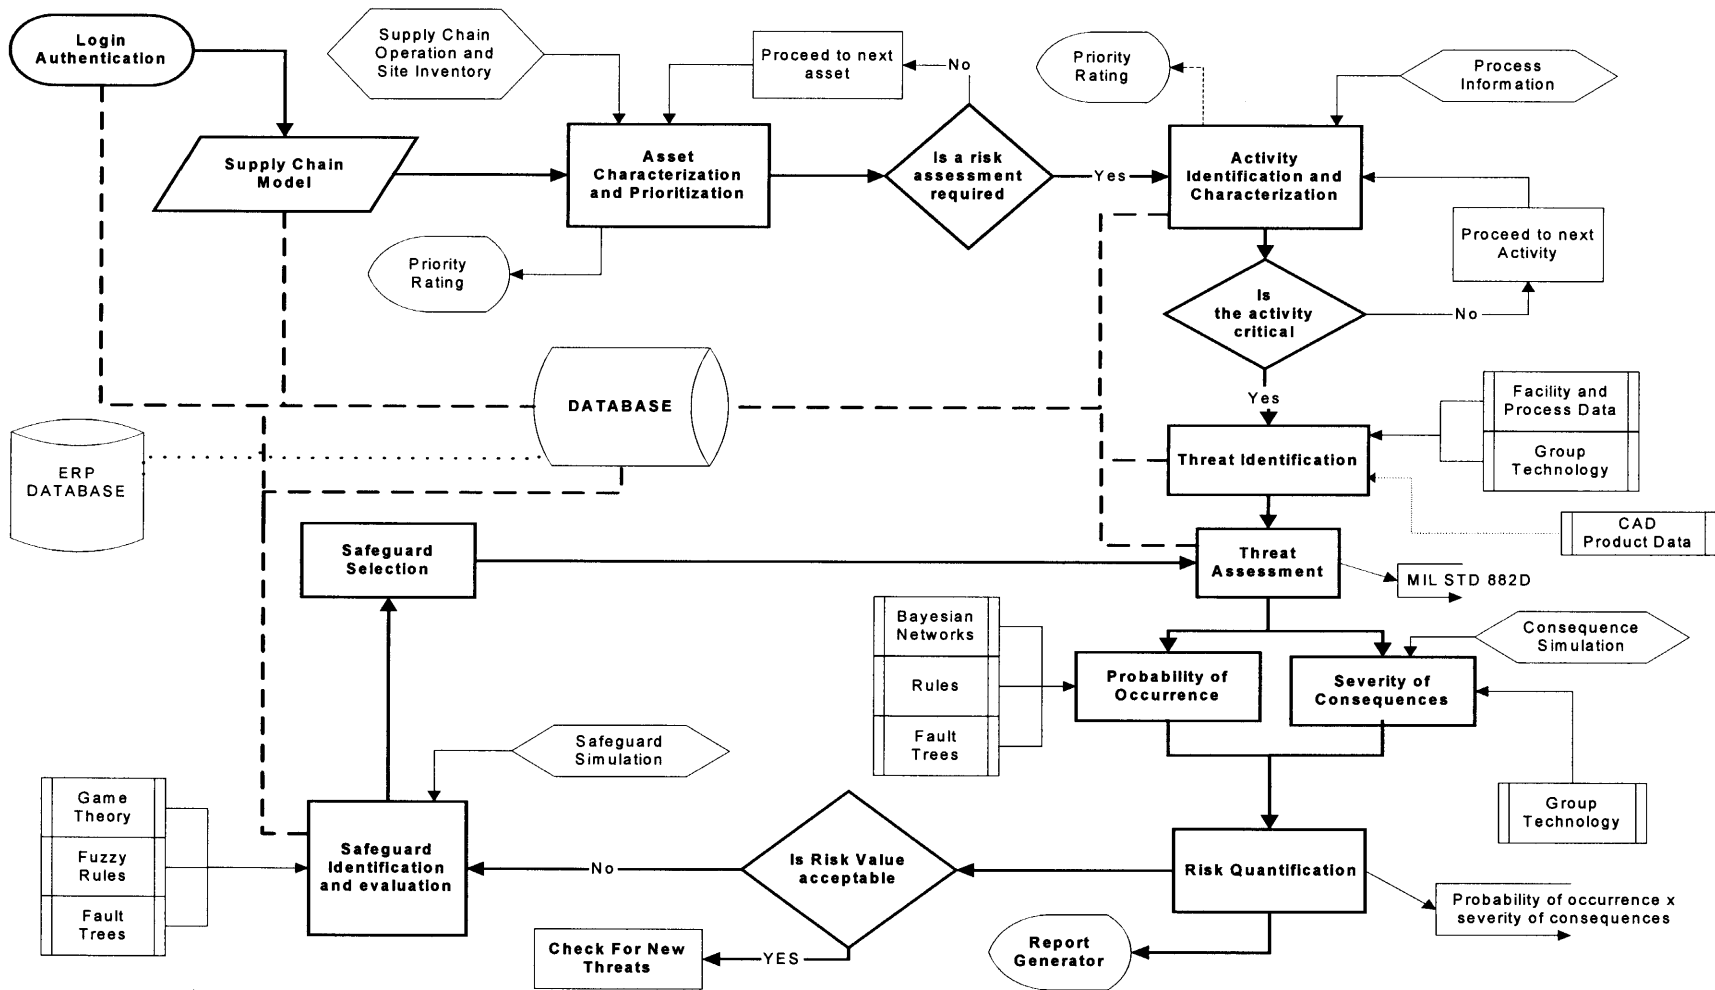 Login
Authentication
Supply Chain
Operation and
Site Inventory
Proceed to next
asset
No
Priority
Rating
Process
Information
Supply Chain
Model
Asset
Characterization
and Prioritization
Is a risk
assessment
required
Yes
Activity
Identification and
Characterization
Proceed to next
Activity
Priority
Rating
Is
the activity
critical
No
Yes
DATABASE
ERP
DATABASE
Facility and
Process Data
Group
Technology
Threat Identification
CAD
Product Data
Safeguard
Selection
Threat
Assessment
MIL STD 882D
Bayesian
Networks
Rules
Fault
Trees
Probability of
Occurrence
Severity of
Consequences
Consequence
Simulation
Safeguard
Simulation
Group
Technology
Game
Theory
Fuzzy
Rules
Fault
Trees
Safeguard
Identification
and evaluation
No
Is Risk Value
acceptable
Risk Quantification
Probability of occurrence x
severity of consequences
Check For New
Threats
YES
Report
Generator